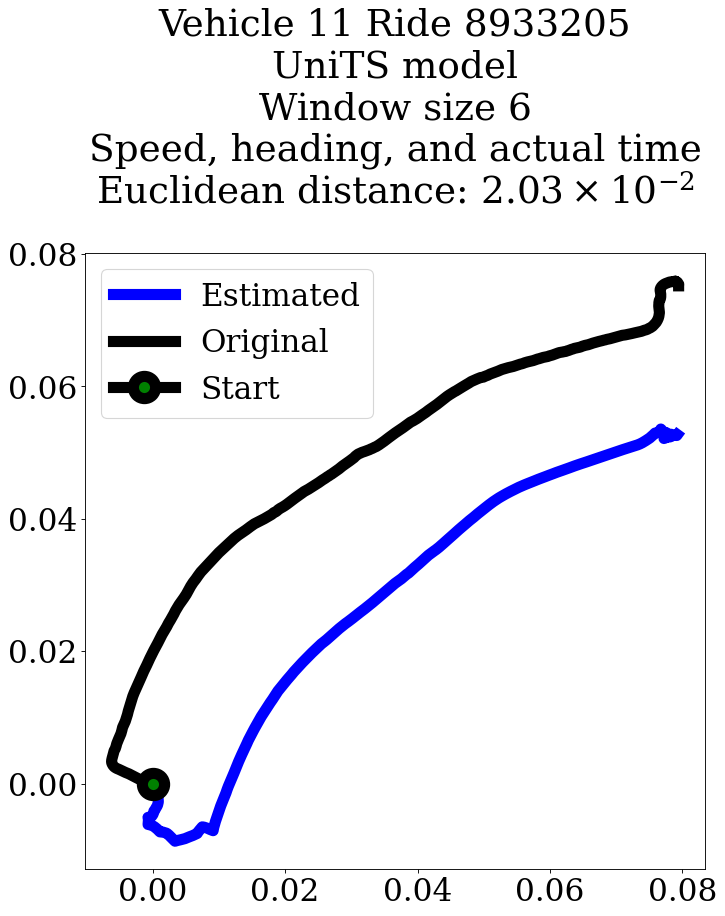 Vehicle 11 Ride 8933205
UniTS model
Window size 6
Speed, heading, and actual time
Euclidean distance: 2.03 × 10⁻²
0.08
0.06
0.04
0.02
0.00
Estimated
Original
Start
0.00 0.02 0.04 0.06 0.08